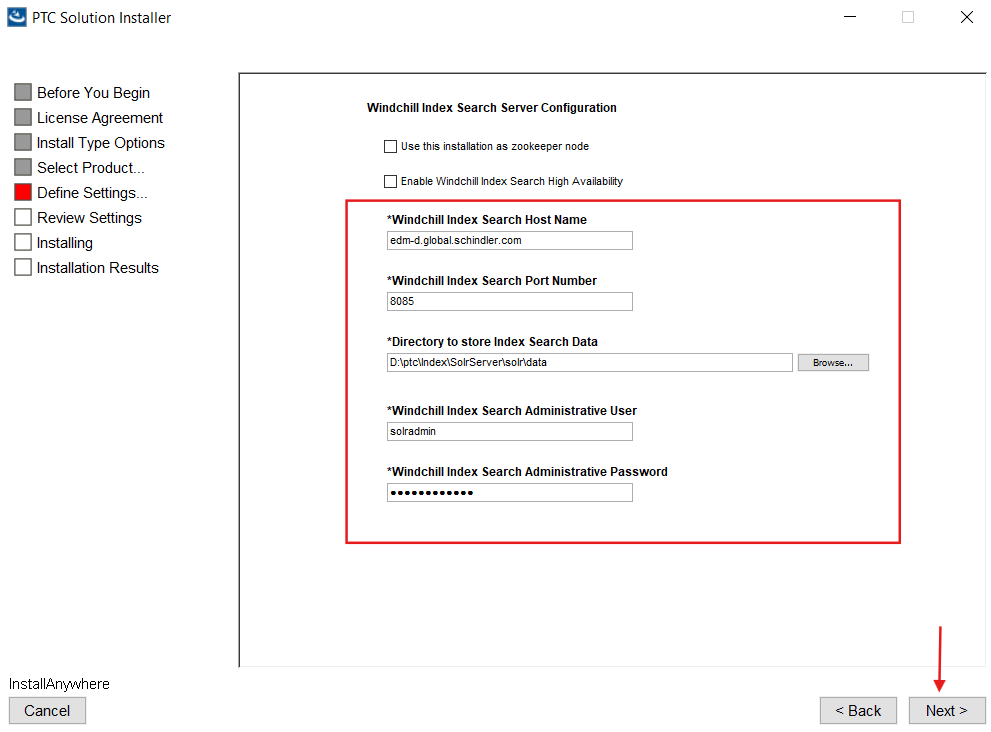 PTC Solution Installer
Before You Begin
License Agreement
Install Type Options
Select Product...
Define Settings...
Review Settings
Installing
Installation Results
Windchill Index Search Server Configuration
Use this installation as zookeeper node
Enable Windchill Index Search High Availability
*Windchill Index Search Host Name
edm-d.global.schindler.com
*Windchill Index Search Port Number
8085
*Directory to store Index Search Data
D:\ptc\Index\SolrServer\solr\data
Browse...
*Windchill Index Search Administrative User
solradmin
*Windchill Index Search Administrative Password
●●●●●●●●●●●●
InstallAnywhere
Cancel
< Back
Next >